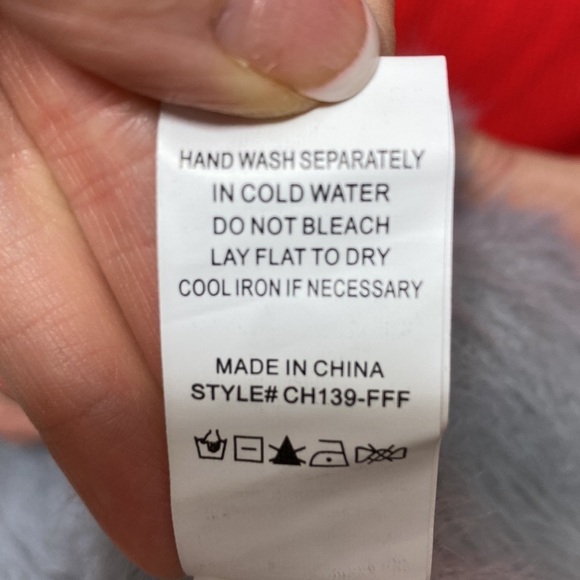 HAND WASH SEPARATELY
IN COLD WATER
DO NOT BLEACH
LAY FLAT TO DRY
COOL IRON IF NECESSARY
MADE IN CHINA
STYLE# CH139-FFF